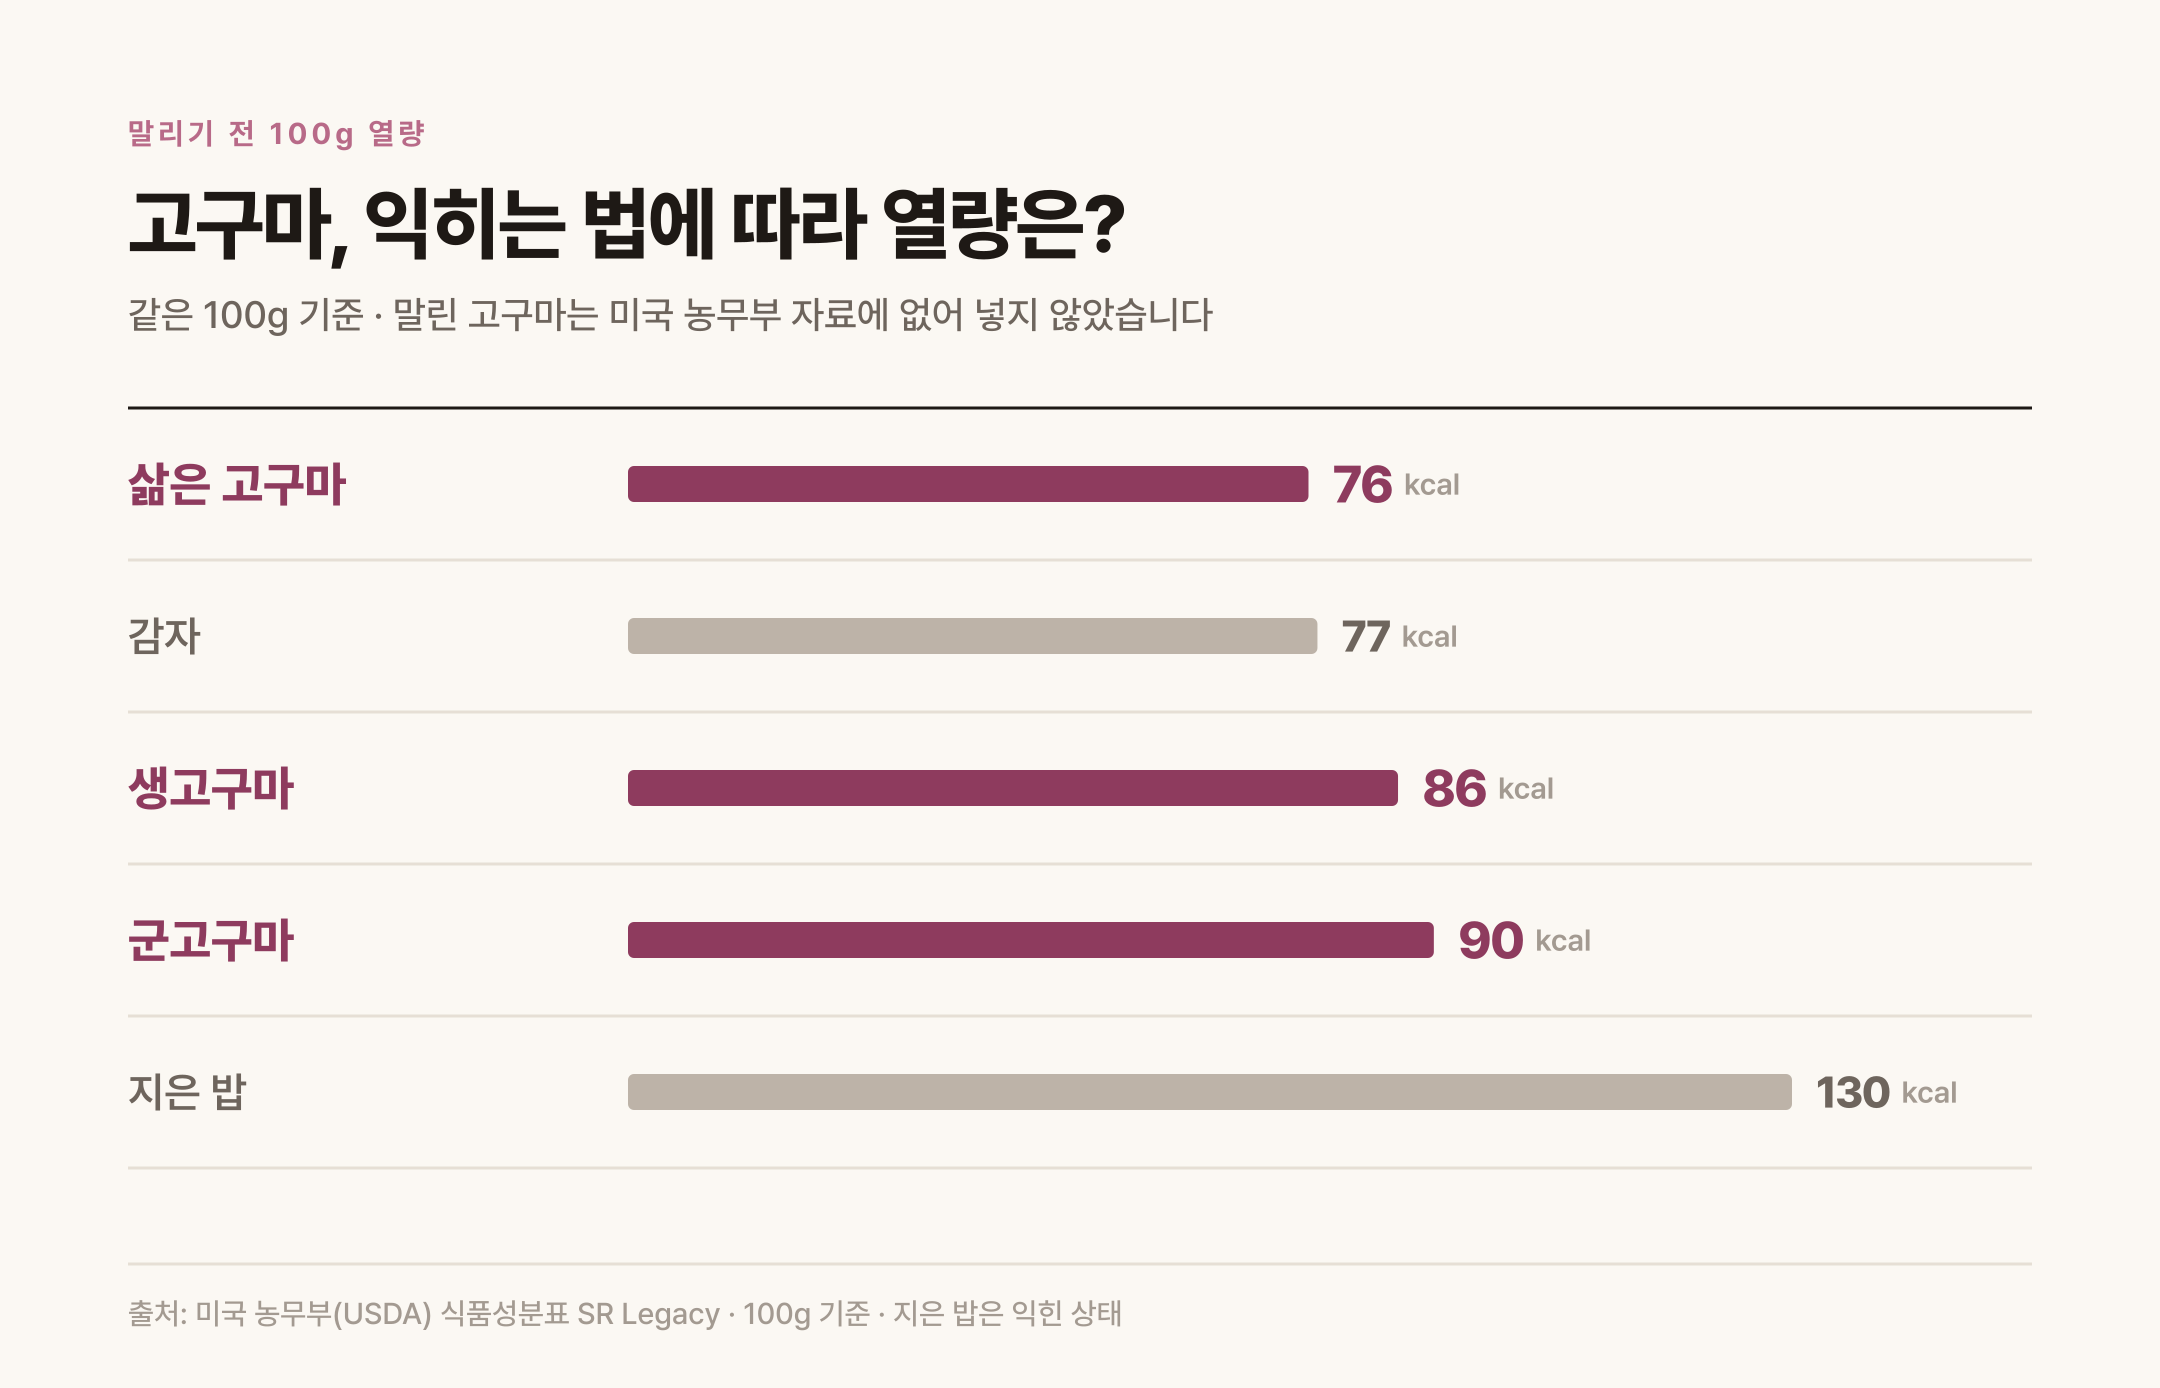 말리기 전 100g 열량
고구마, 익히는 법에 따라 열량은?
같은 100g 기준 · 말린 고구마는 미국 농무부 자료에 없어 넣지 않았습니다
삶은 고구마 76 kcal
감자 77 kcal
생고구마 86 kcal
군고구마 90 kcal
지은 밥 130 kcal
출처: 미국 농무부(USDA) 식품성분표 SR Legacy · 100g 기준 · 지은 밥은 익힌 상태